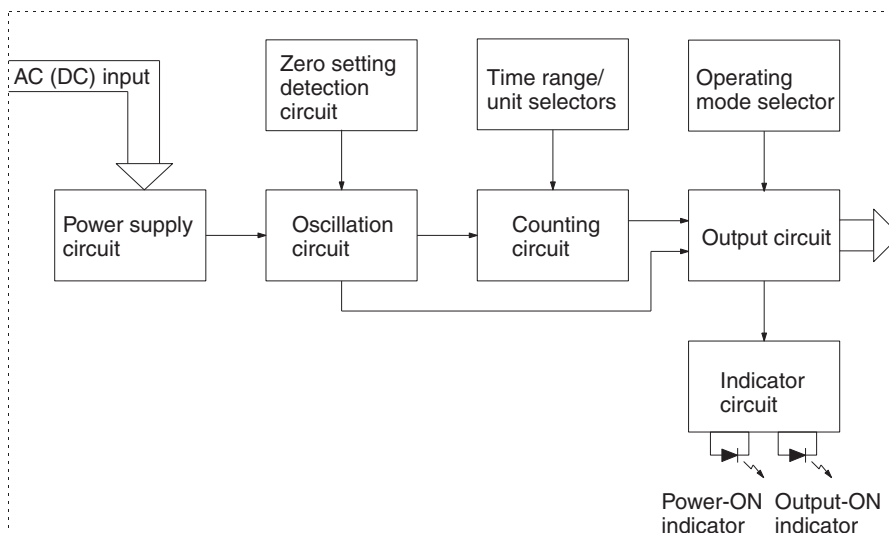 AC (DC) input
Zero setting
detection
circuit
Time range/
unit selectors
Operating
mode selector
Power supply
circuit
Oscillation
circuit
Counting
circuit
Output circuit
Indicator
circuit
Power-ON
indicator
Output-ON
indicator